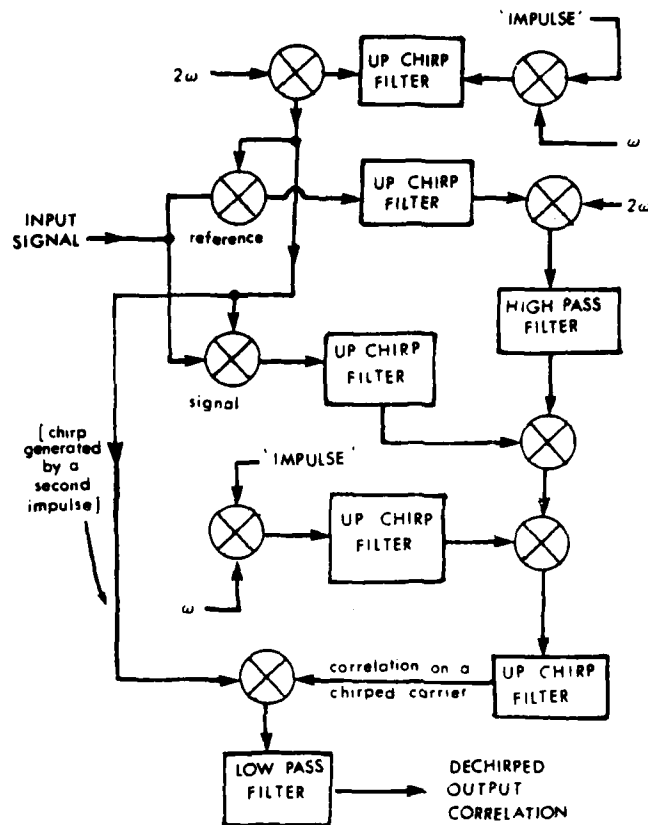 'IMPULSE'
2ω
UP CHIRP
FILTER
ω
UP CHIRP
FILTER
2ω
INPUT
SIGNAL
reference
HIGH PASS
FILTER
UP CHIRP
FILTER
signal
[chirp
generated
by a
second
impulse]
'IMPULSE'
UP CHIRP
FILTER
ω
correlation on a
chirped carrier
UP CHIRP
FILTER
LOW PASS
FILTER
DECHIRPED
OUTPUT
CORRELATION